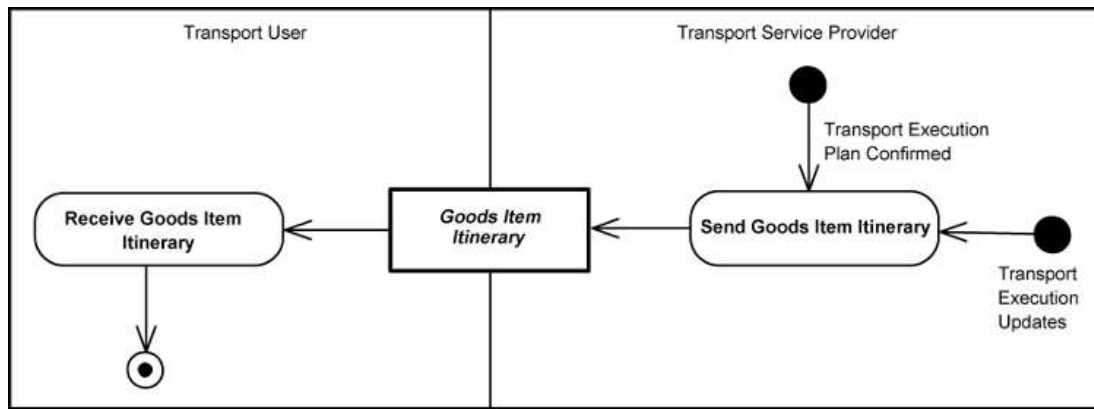 Transport User
Transport Service Provider
Transport Execution
Plan Confirmed
Receive Goods Item
Itinerary
Goods Item
Itinerary
Send Goods Item Itinerary
Transport
Execution
Updates